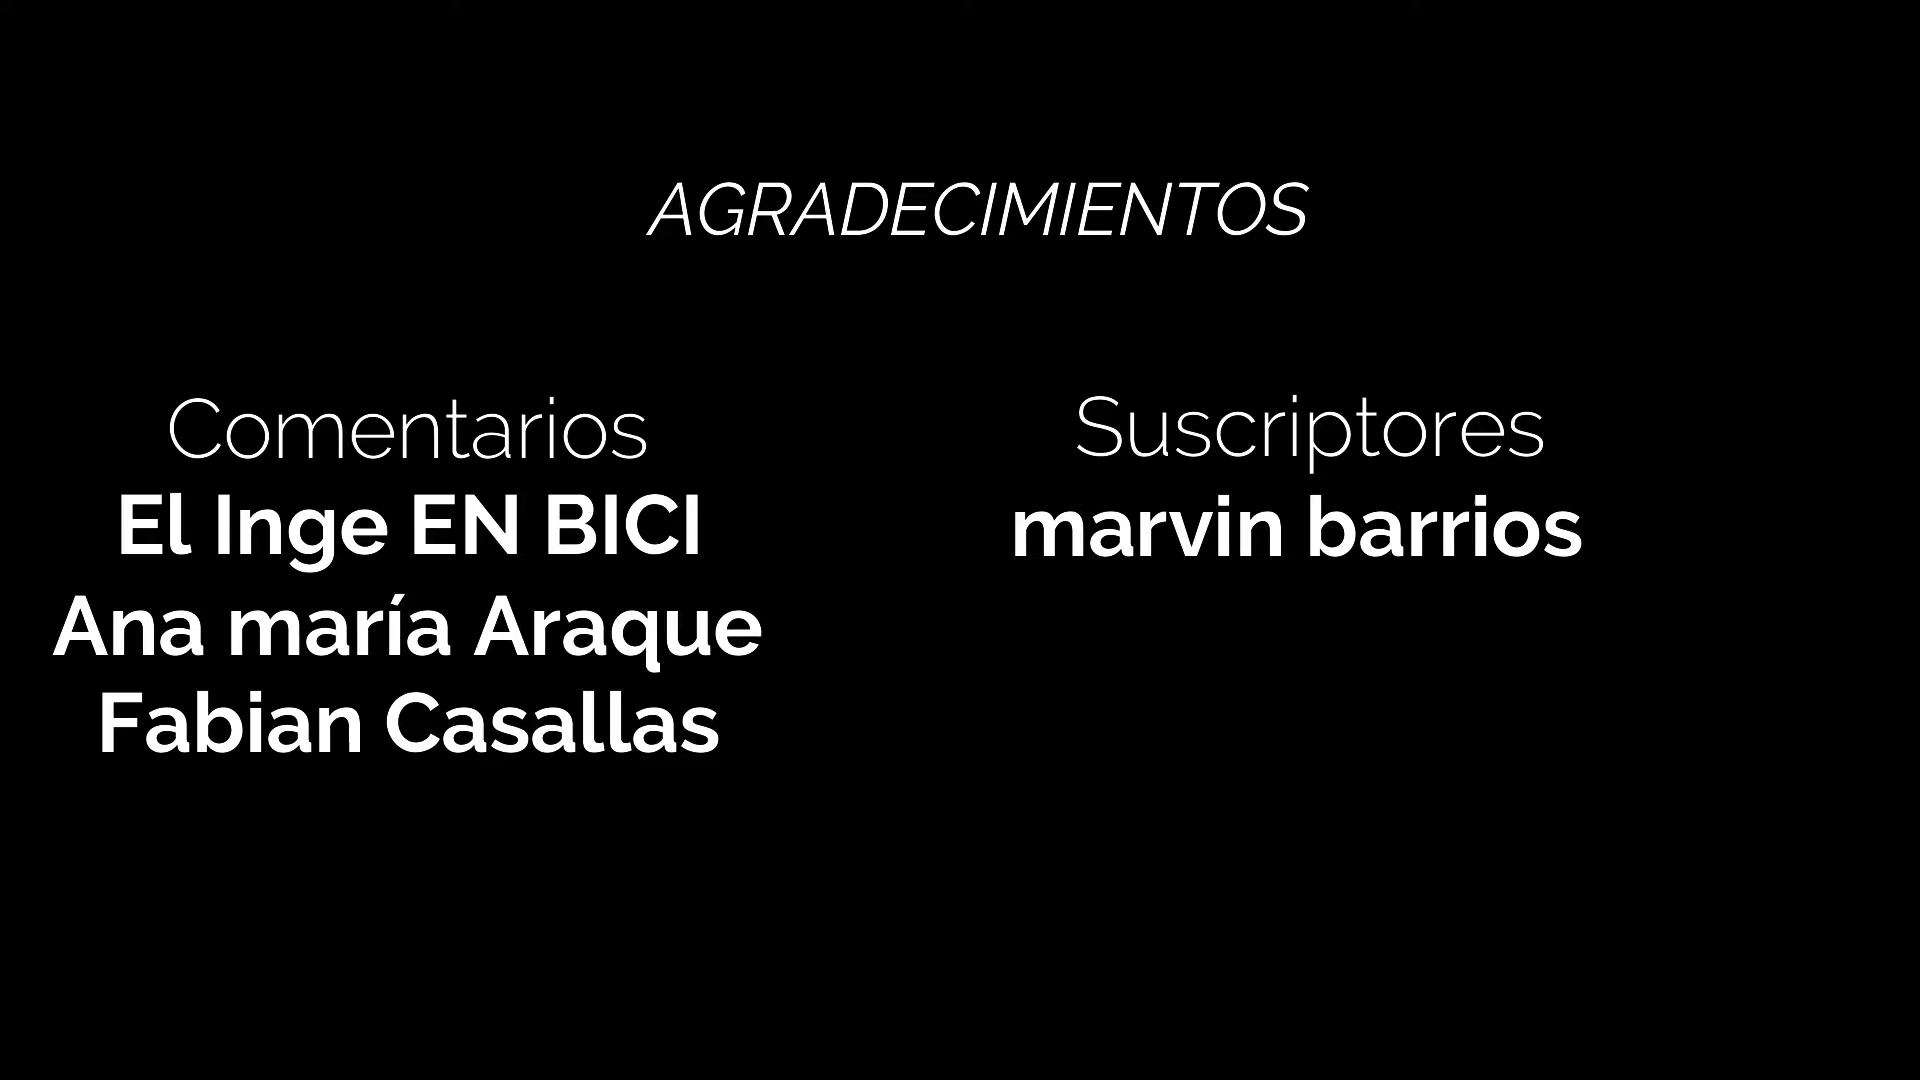 AGRADECIMIENTOS
Comentarios
El Inge EN BICI
Ana maría Araque
Fabian Casallas
Suscriptores
marvin barrios